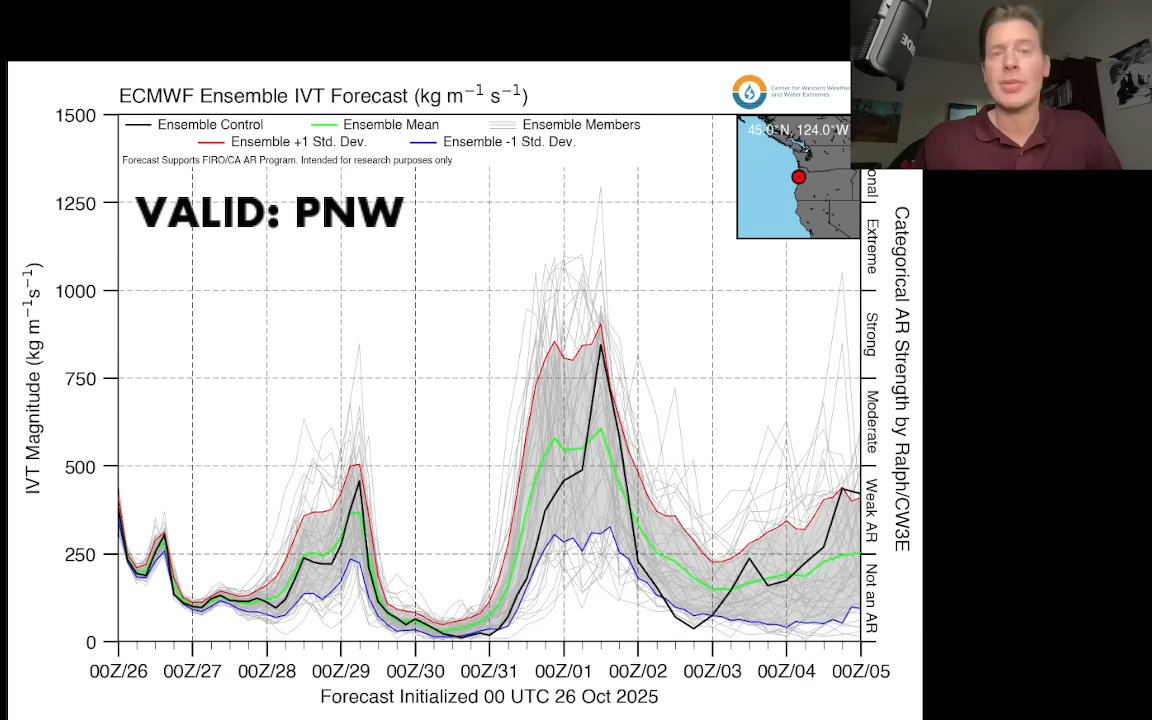 ECMWF Ensemble IVT Forecast (kg m−1 s−1)
Center for Western Weather
and Water Extremes
Ensemble Control
Ensemble Mean
Ensemble Members
Ensemble +1 Std. Dev.
Ensemble -1 Std. Dev.
Forecast Supports FIRO/CA AR Program. Intended for research purposes only
45.0°N, 124.0°W
VALID: PNW
IVT Magnitude (kg m−1s−1)
1500
1250
1000
750
500
250
0
Extreme
Strong
Moderate
Weak AR
Not an AR
Categorical AR Strength by Ralph/CW3E
00Z/26 00Z/27 00Z/28 00Z/29 00Z/30 00Z/31 00Z/01 00Z/02 00Z/03 00Z/04 00Z/05
Forecast Initialized 00 UTC 26 Oct 2025
RODE